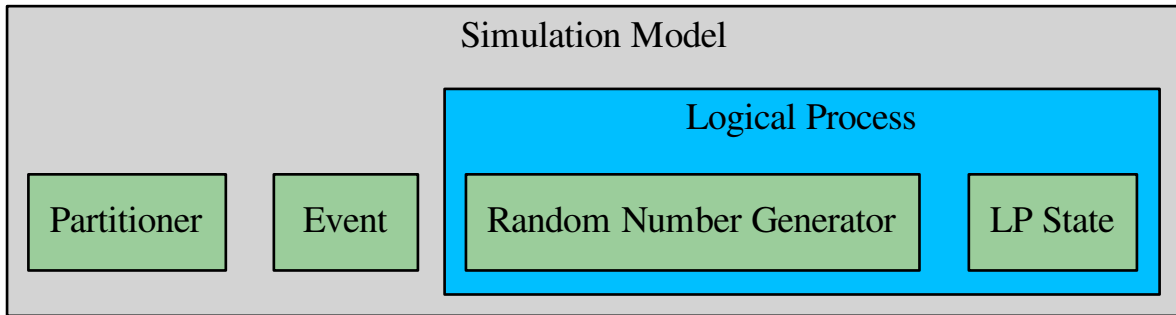 Simulation Model
Logical Process
Partitioner
Event
Random Number Generator
LP State